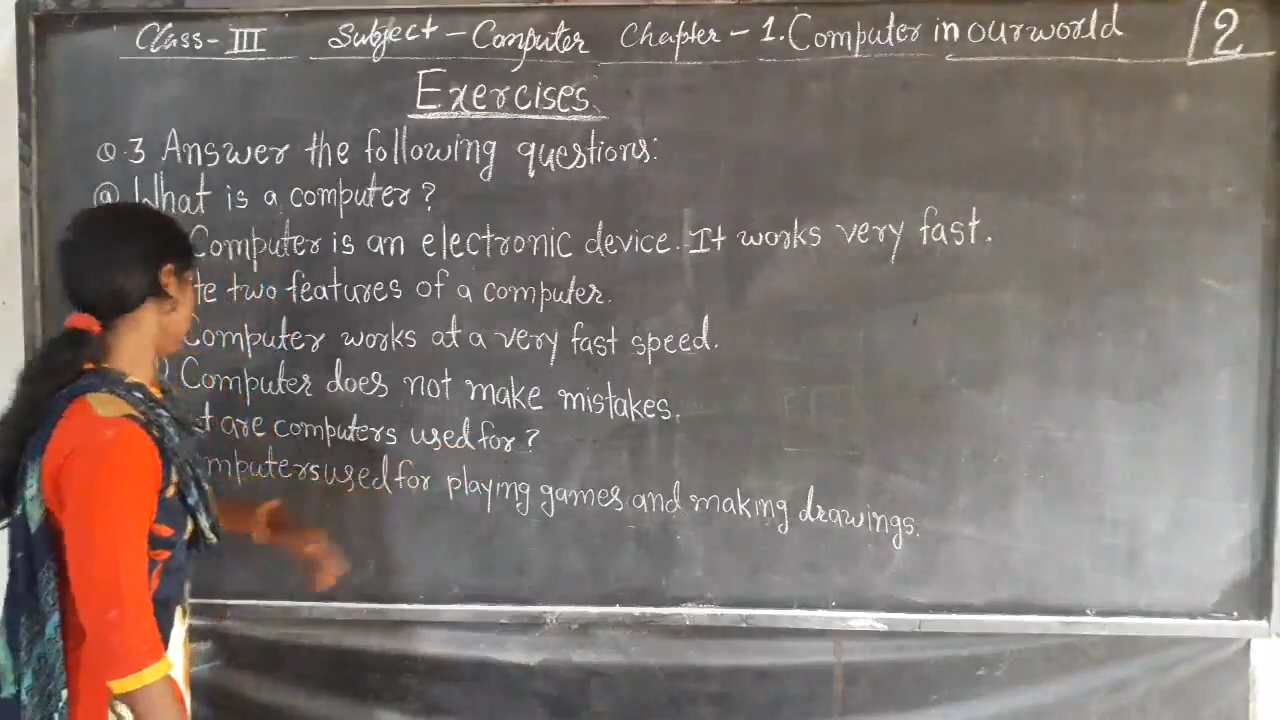 Class-III Subject-Computer Chapter-1. Computer in our world 12
Exercises
Q.3 Answer the following questions:
@ What is a computer?
Computer is an electronic device. It works very fast.
two features of a computer.
Computer works at a very fast speed.
Computer does not make mistakes.
are computers used for?
used for playing games and making drawings.